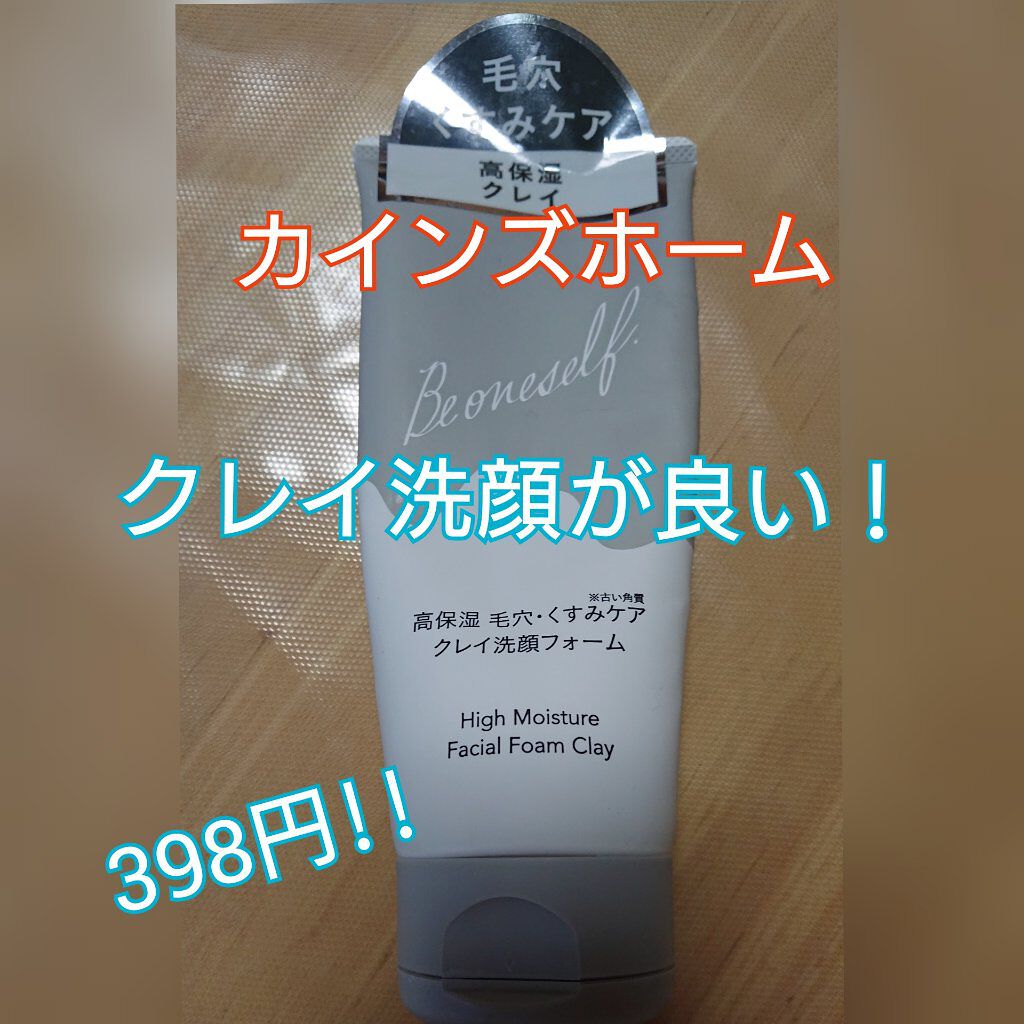 毛穴
くすみケア
高保湿
クレイ
カインズホーム
Beoneself.
クレイ洗顔が良い！
※古い角質
高保湿 毛穴・くすみケア
クレイ洗顔フォーム
High Moisture
Facial Foam Clay
398円!!